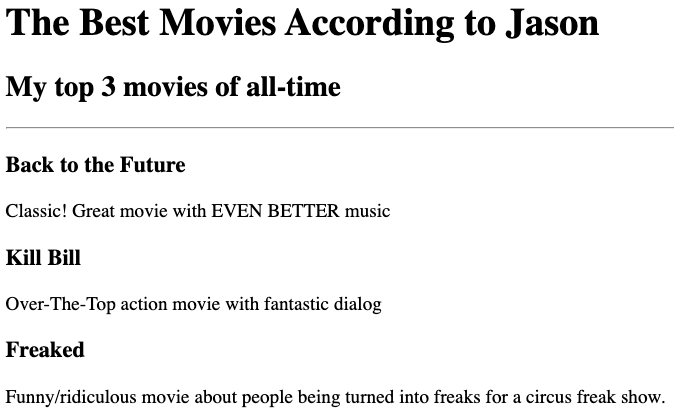 The Best Movies According to Jason
My top 3 movies of all-time
Back to the Future
Classic! Great movie with EVEN BETTER music
Kill Bill
Over-The-Top action movie with fantastic dialog
Freaked
Funny/ridiculous movie about people being turned into freaks for a circus freak show.